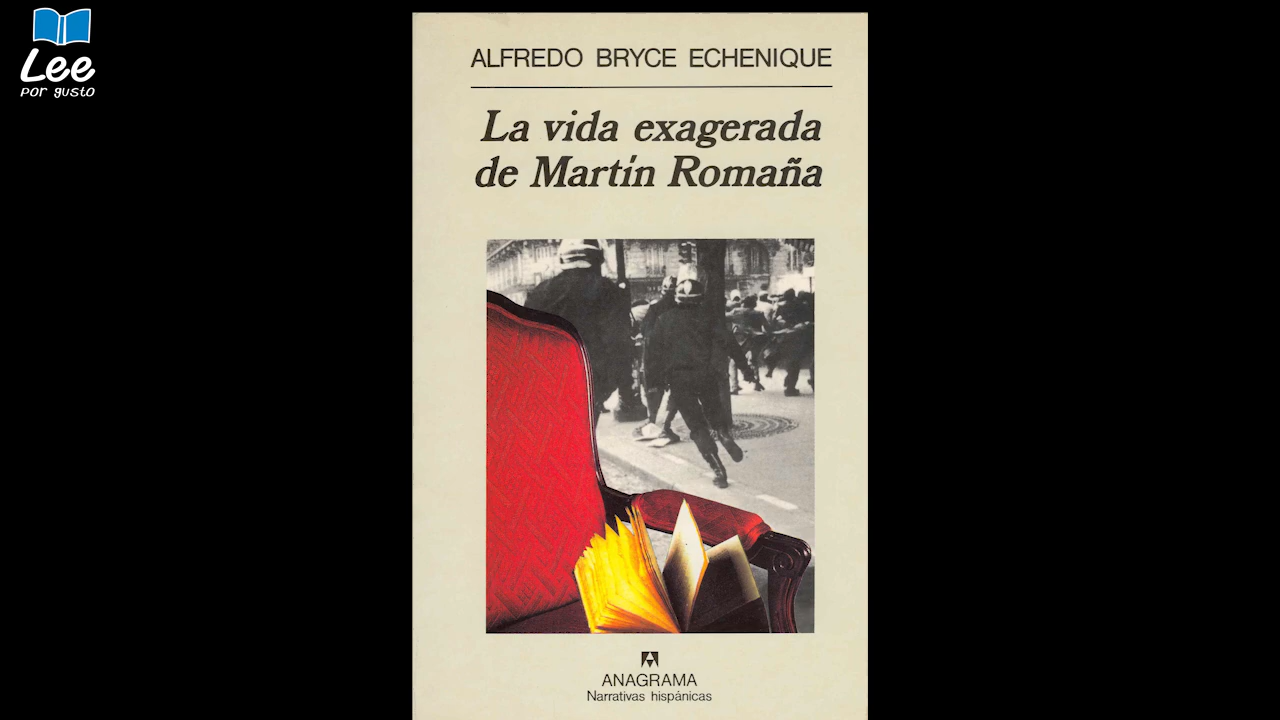 Lee
por gusto
ALFREDO BRYCE ECHENIQUE
La vida exagerada
de Martín Romaña
ANAGRAMA
Narrativas hispánicas